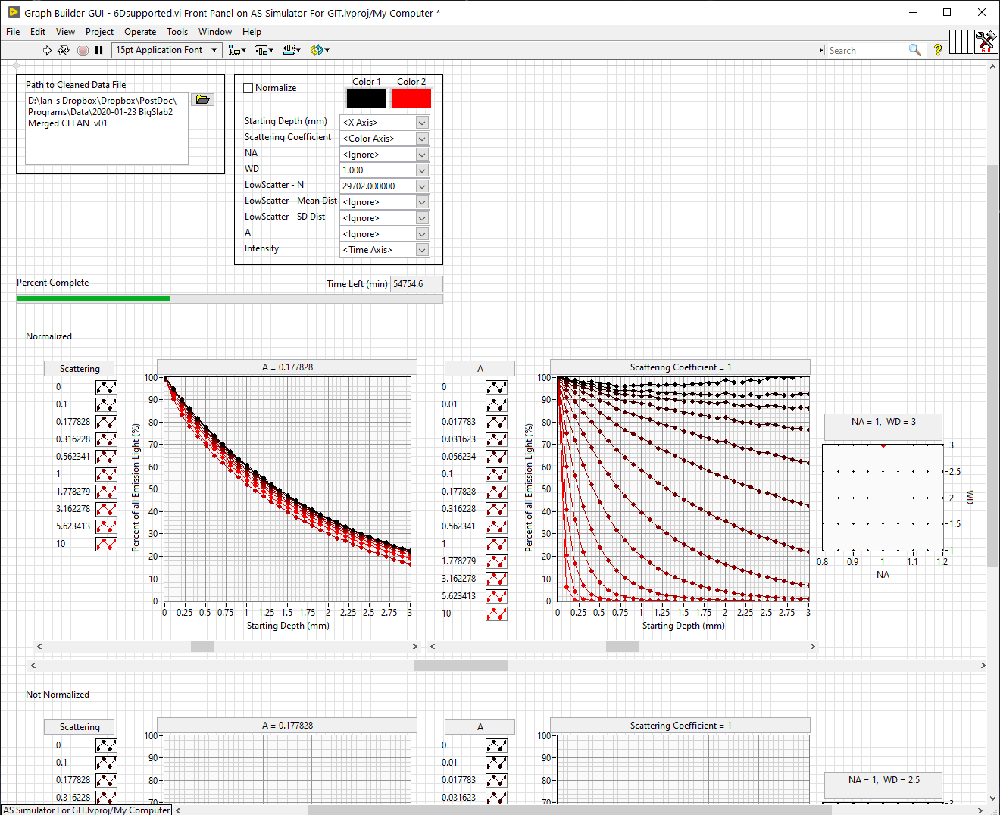 Graph Builder GUI - 6Dsupported.vi Front Panel on AS Simulator For GIT.lvproj/My Computer *
File Edit View Project Operate Tools Window Help
15pt Application Font
Search
GUI
Path to Cleaned Data File
D:\Ian_s Dropbox\Dropbox\PostDoc\
Programs\Data\2020-01-23 BigSlab2
Merged CLEAN v01
Normalize
Color 1 Color 2
Starting Depth (mm) <X Axis>
Scattering Coefficient <Color Axis>
NA <Ignore>
WD 1.000
LowScatter - N 29702.000000
LowScatter - Mean Dist <Ignore>
LowScatter - SD Dist <Ignore>
A <Ignore>
Intensity <Time Axis>
Percent Complete
Time Left (min) 54754.6
Normalized
Scattering
0
0.1
0.177828
0.316228
0.562341
1
1.778279
3.162278
5.623413
10
A = 0.177828
Percent of all Emission Light (%)
100
90
80
70
60
50
40
30
20
10
0
0 0.25 0.5 0.75 1 1.25 1.5 1.75 2 2.25 2.5 2.75 3
Starting Depth (mm)
A
0
0.01
0.017783
0.031623
0.056234
0.1
0.177828
0.316228
0.562341
1
1.778279
3.162278
5.623413
10
Scattering Coefficient = 1
Percent of all Emission Light (%)
100
90
80
70
60
50
40
30
20
10
0
0 0.25 0.5 0.75 1 1.25 1.5 1.75 2 2.25 2.5 2.75 3
Starting Depth (mm)
NA = 1, WD = 3
3
2.5
2
1.5
1
WD
0.8 0.9 1 1.1 1.2
NA
Not Normalized
Scattering
0
0.1
0.177828
0.316228
A = 0.177828
100
90
80
70
A
0
0.01
0.017783
0.031623
Scattering Coefficient = 1
100
90
80
70
NA = 1, WD = 2.5
3
AS Simulator For GIT.lvproj/My Computer